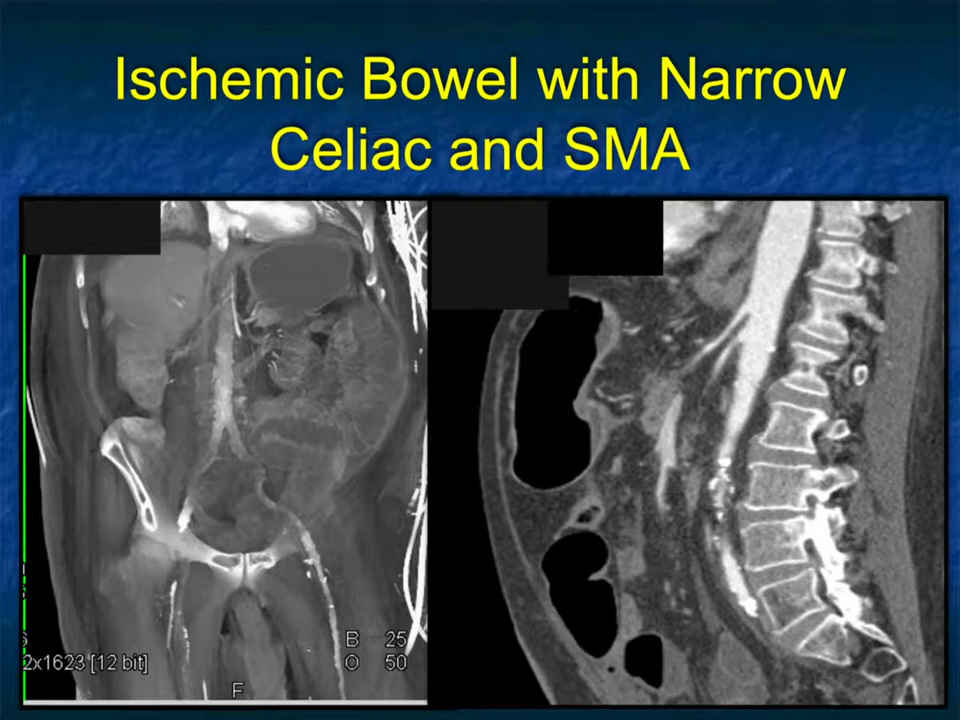 Ischemic Bowel with Narrow
Celiac and SMA
B 25
2x1623 [12 bit]
O 50
F